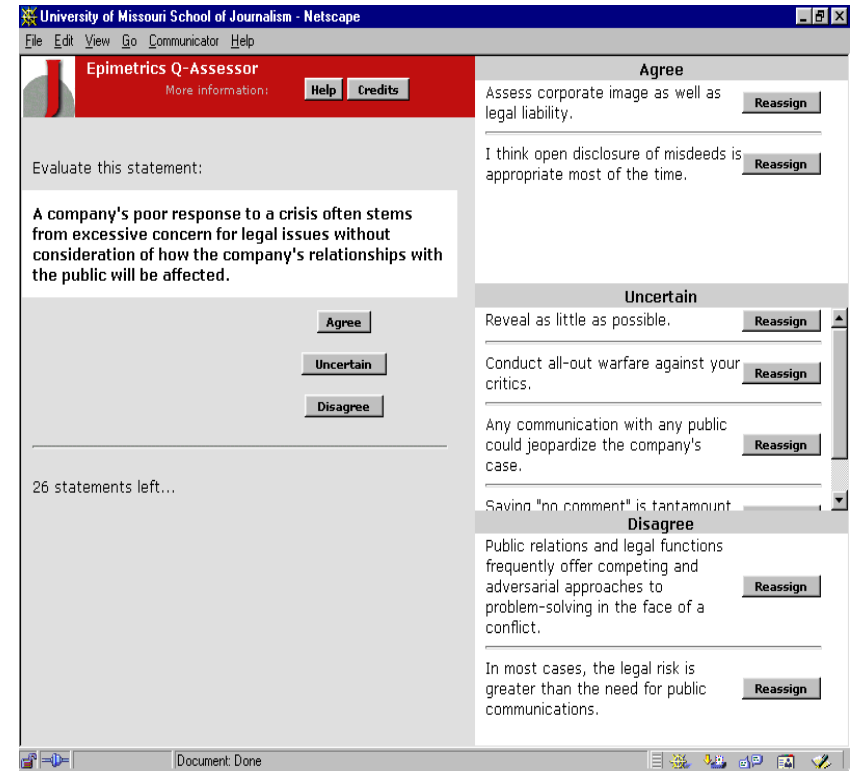 University of Missouri School of Journalism - Netscape
File Edit View Go Communicator Help
Epimetrics Q-Assessor
More information:
Help
Credits
Evaluate this statement:
A company's poor response to a crisis often stems
from excessive concern for legal issues without
consideration of how the company's relationships with
the public will be affected.
Agree
Uncertain
Disagree
26 statements left...
Agree
Assess corporate image as well as
legal liability.
Reassign
I think open disclosure of misdeeds is
appropriate most of the time.
Reassign
Uncertain
Reveal as little as possible.
Reassign
Conduct all-out warfare against your
critics.
Reassign
Any communication with any public
could jeopardize the company's
case.
Reassign
Saying "no comment" is tantamount
Disagree
Public relations and legal functions
frequently offer competing and
adversarial approaches to
problem-solving in the face of a
conflict.
Reassign
In most cases, the legal risk is
greater than the need for public
communications.
Reassign
Document: Done